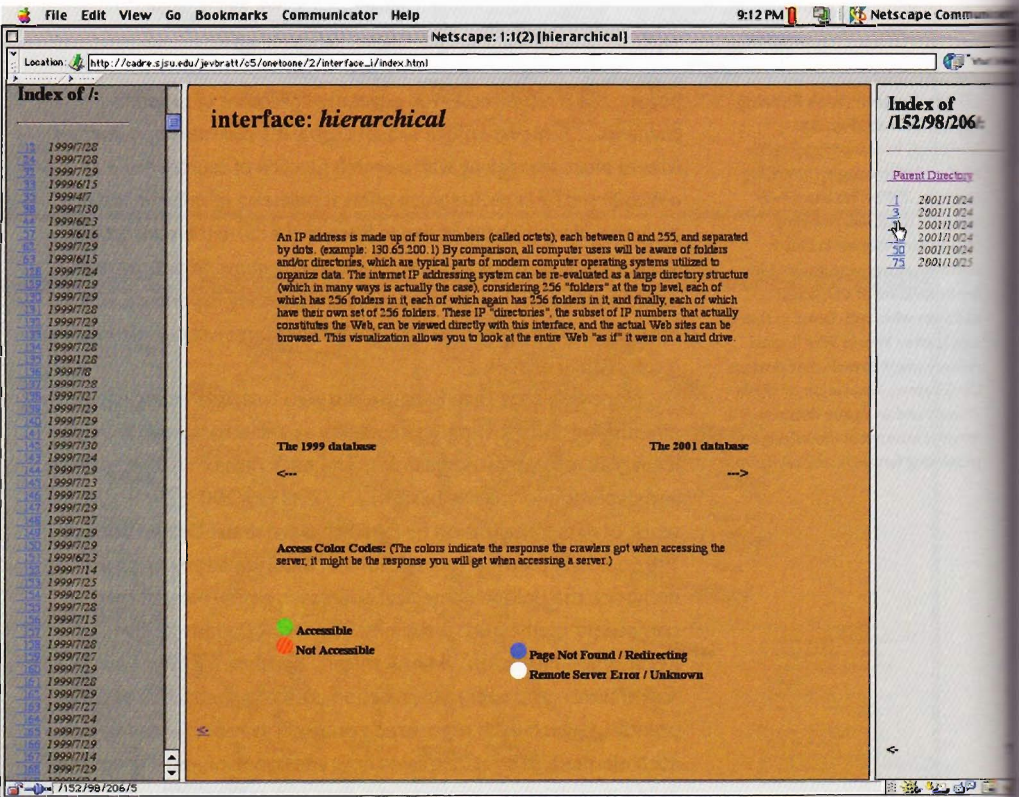 File Edit View Go Bookmarks Communicator Help
9:12 PM
Netscape
Netscape: 1:1(2) [hierarchical]
Location: http://cadre.sjsu.edu/jevbratt/c5/onetoone/2/interface_i/index.html
Index of /:
1999/7/28
1999/7/28
1999/7/29
1999/6/15
1999/4/7
1999/7/30
1999/6/23
1999/6/16
1999/7/29
1999/6/15
1999/7/24
1999/7/29
1999/7/29
1999/7/28
1999/7/29
1999/7/29
1999/7/28
1999/1/28
1999/7/8
1999/7/28
1999/7/27
1999/7/29
1999/7/29
1999/7/29
1999/7/30
1999/7/24
1999/7/29
1999/7/23
1999/7/25
1999/7/29
1999/7/27
1999/7/29
1999/7/29
1999/6/23
1999/7/14
1999/7/25
1999/2/26
1999/7/28
1999/7/15
1999/7/29
1999/7/28
1999/7/27
1999/7/29
1999/7/28
1999/7/29
1999/7/27
1999/7/24
1999/7/29
1999/7/29
1999/7/14
1999/7/29
interface: hierarchical
An IP address is made up of four numbers (called octets), each between 0 and 255, and separated
by dots. (example: 130.65.200.1) By comparison, all computer users will be aware of folders
and/or directories, which are typical parts of modern computer operating systems utilized to
organize data. The internet IP addressing system can be re-evaluated as a large directory structure
(which in many ways is actually the case), considering 256 "folders" at the top level, each of
which has 256 folders in it, each of which again has 256 folders in it, and finally, each of which
have their own set of 256 folders. These IP "directories", the subset of IP numbers that actually
constitutes the Web, can be viewed directly with this interface, and the actual Web sites can be
browsed. This visualization allows you to look at the entire Web "as if" it were on a hard drive.
The 1999 database The 2001 database
<--- --->
Access Color Codes: (The colors indicate the response the crawlers got when accessing the
server, it might be the response you will get when accessing a server.)
Accessible
Not Accessible
Page Not Found / Redirecting
Remote Server Error / Unknown
<-
Index of
/152/98/206
Parent Directory
1 2001/10/24
3 2001/10/24
2001/10/24
2001/10/24
50 2001/10/24
75 2001/10/25
<-
/152/98/206/5